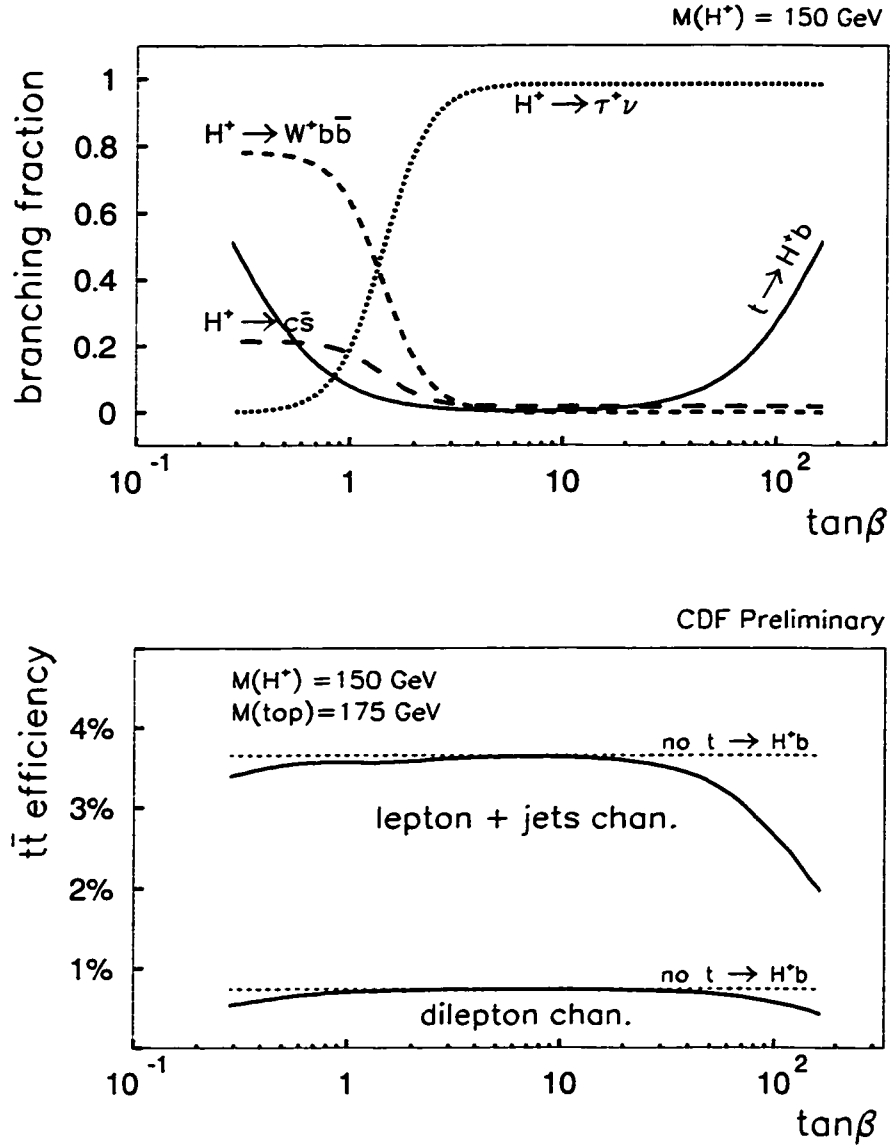 M(H⁺) = 150 GeV
branching fraction
1
0.8
0.6
0.4
0.2
0
H⁺ → τ⁺ν
H⁺ → W⁺bb̄
t → H⁺b
H⁺ → cs̄
10⁻¹
1
10
10²
tanβ
CDF Preliminary
tt̄ efficiency
M(H⁺) = 150 GeV
M(top)=175 GeV
4%
3%
2%
1%
no t → H⁺b
lepton + jets chan.
no t → H⁺b
dilepton chan.
10⁻¹
1
10
10²
tanβ